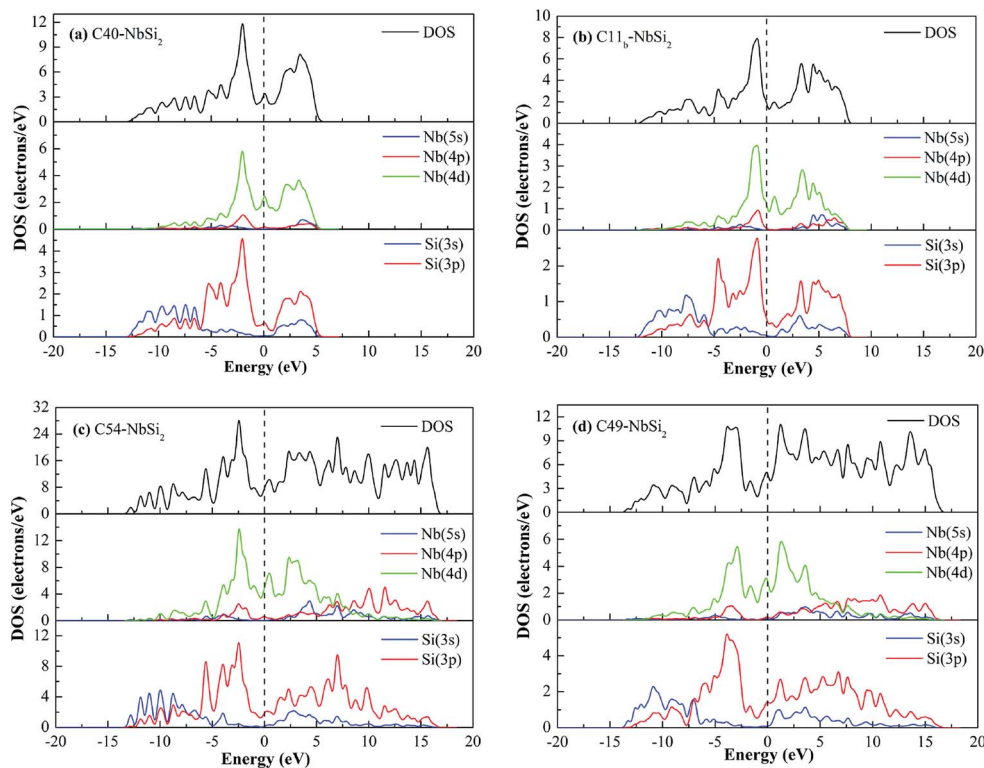 (a) C40-NbSi2
DOS
12
9
6
3
0
Nb(5s)
Nb(4p)
Nb(4d)
6
4
2
0
Si(3s)
Si(3p)
4
3
2
1
0
DOS (electrons/eV)
-20 -15 -10 -5 0 5 10 15 20
Energy (eV)
(b) C11b-NbSi2
DOS
10
8
6
4
2
0
Nb(5s)
Nb(4p)
Nb(4d)
4
3
2
1
0
Si(3s)
Si(3p)
2
1
0
DOS (electrons/eV)
-20 -15 -10 -5 0 5 10 15 20
Energy (eV)
(c) C54-NbSi2
DOS
32
24
16
8
0
Nb(5s)
Nb(4p)
Nb(4d)
12
8
4
0
Si(3s)
Si(3p)
12
8
4
0
DOS (electrons/eV)
-20 -15 -10 -5 0 5 10 15 20
Energy (eV)
(d) C49-NbSi2
DOS
12
9
6
3
0
Nb(5s)
Nb(4p)
Nb(4d)
6
4
2
0
Si(3s)
Si(3p)
4
2
0
DOS (electrons/eV)
-20 -15 -10 -5 0 5 10 15 20
Energy (eV)